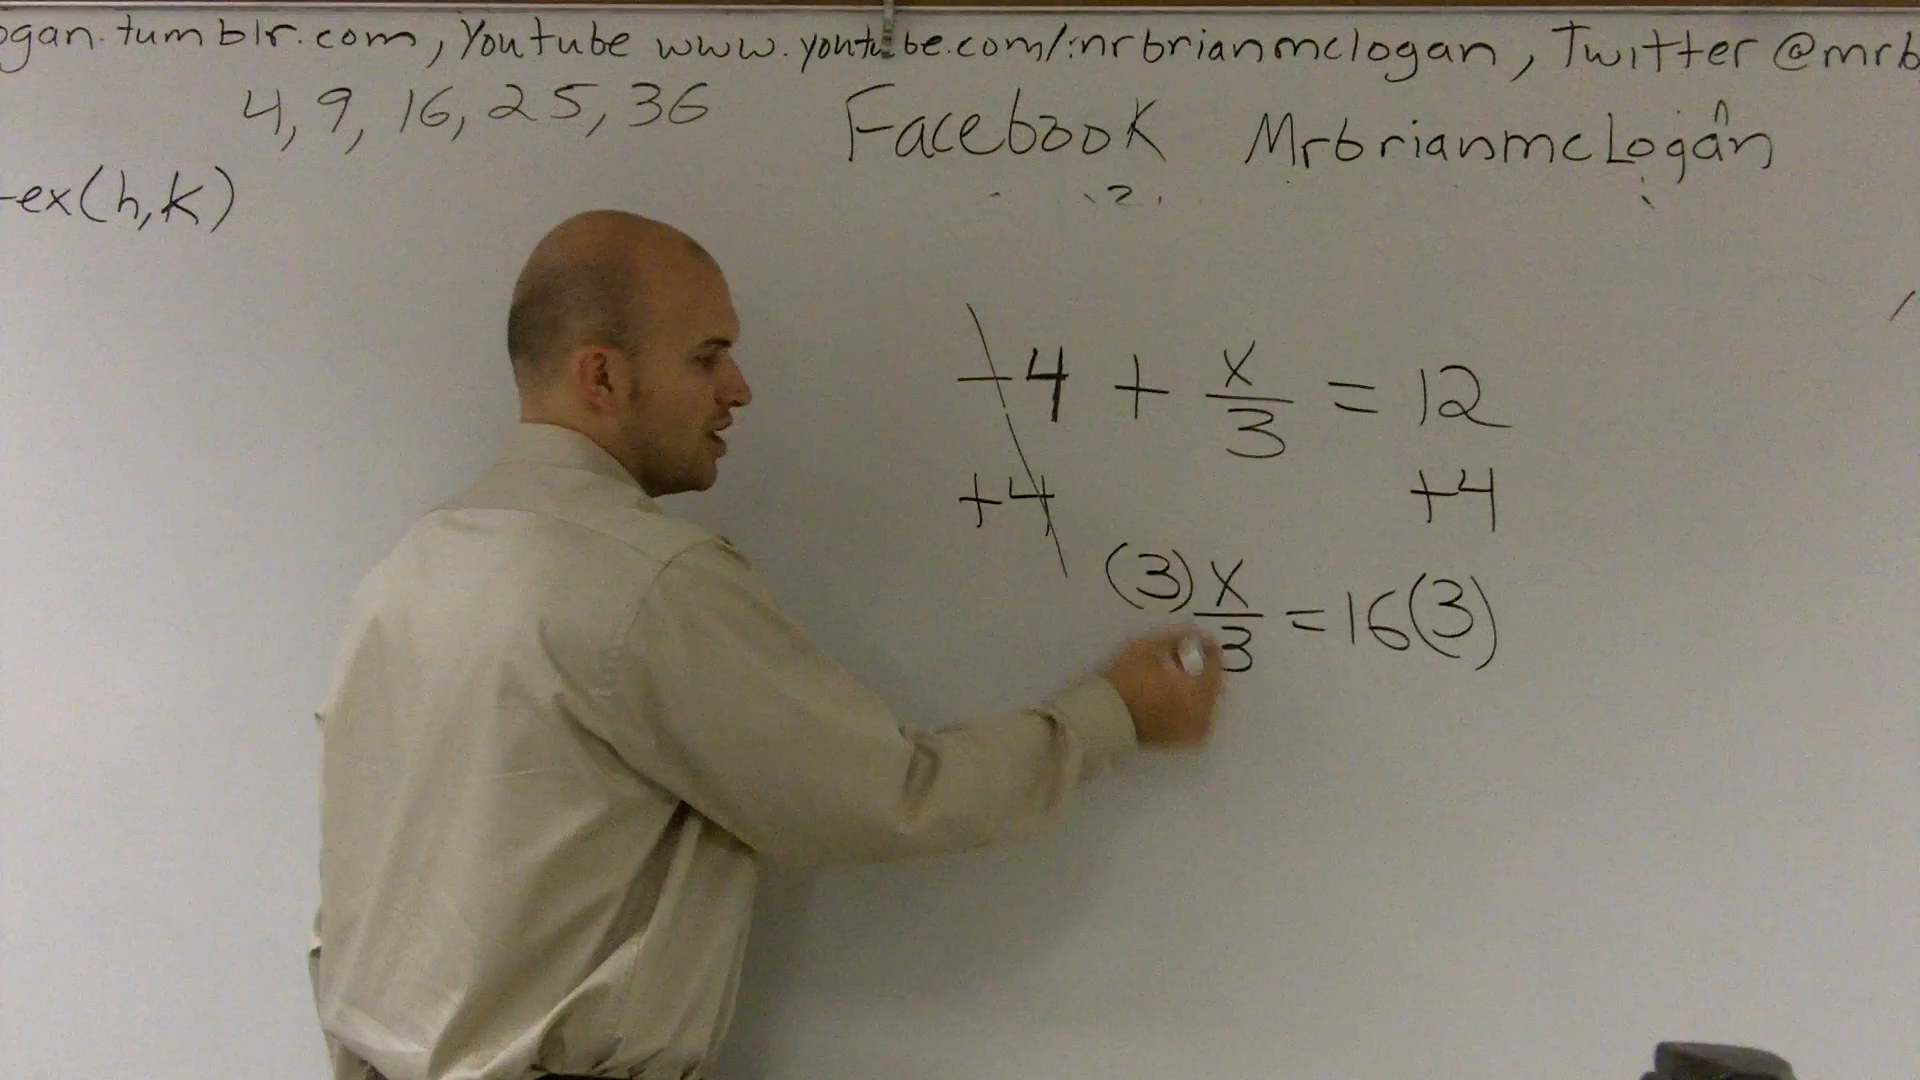 ogan.tumblr.com, Youtube www.youtube.com/mrbrianmclogan, Twitter @mrb
4, 9, 16, 25, 36 Facebook MrbrianmcLogan
ex(h,k)
-4 + x/3 = 12
+4 +4
(3) x/3 = 16(3)